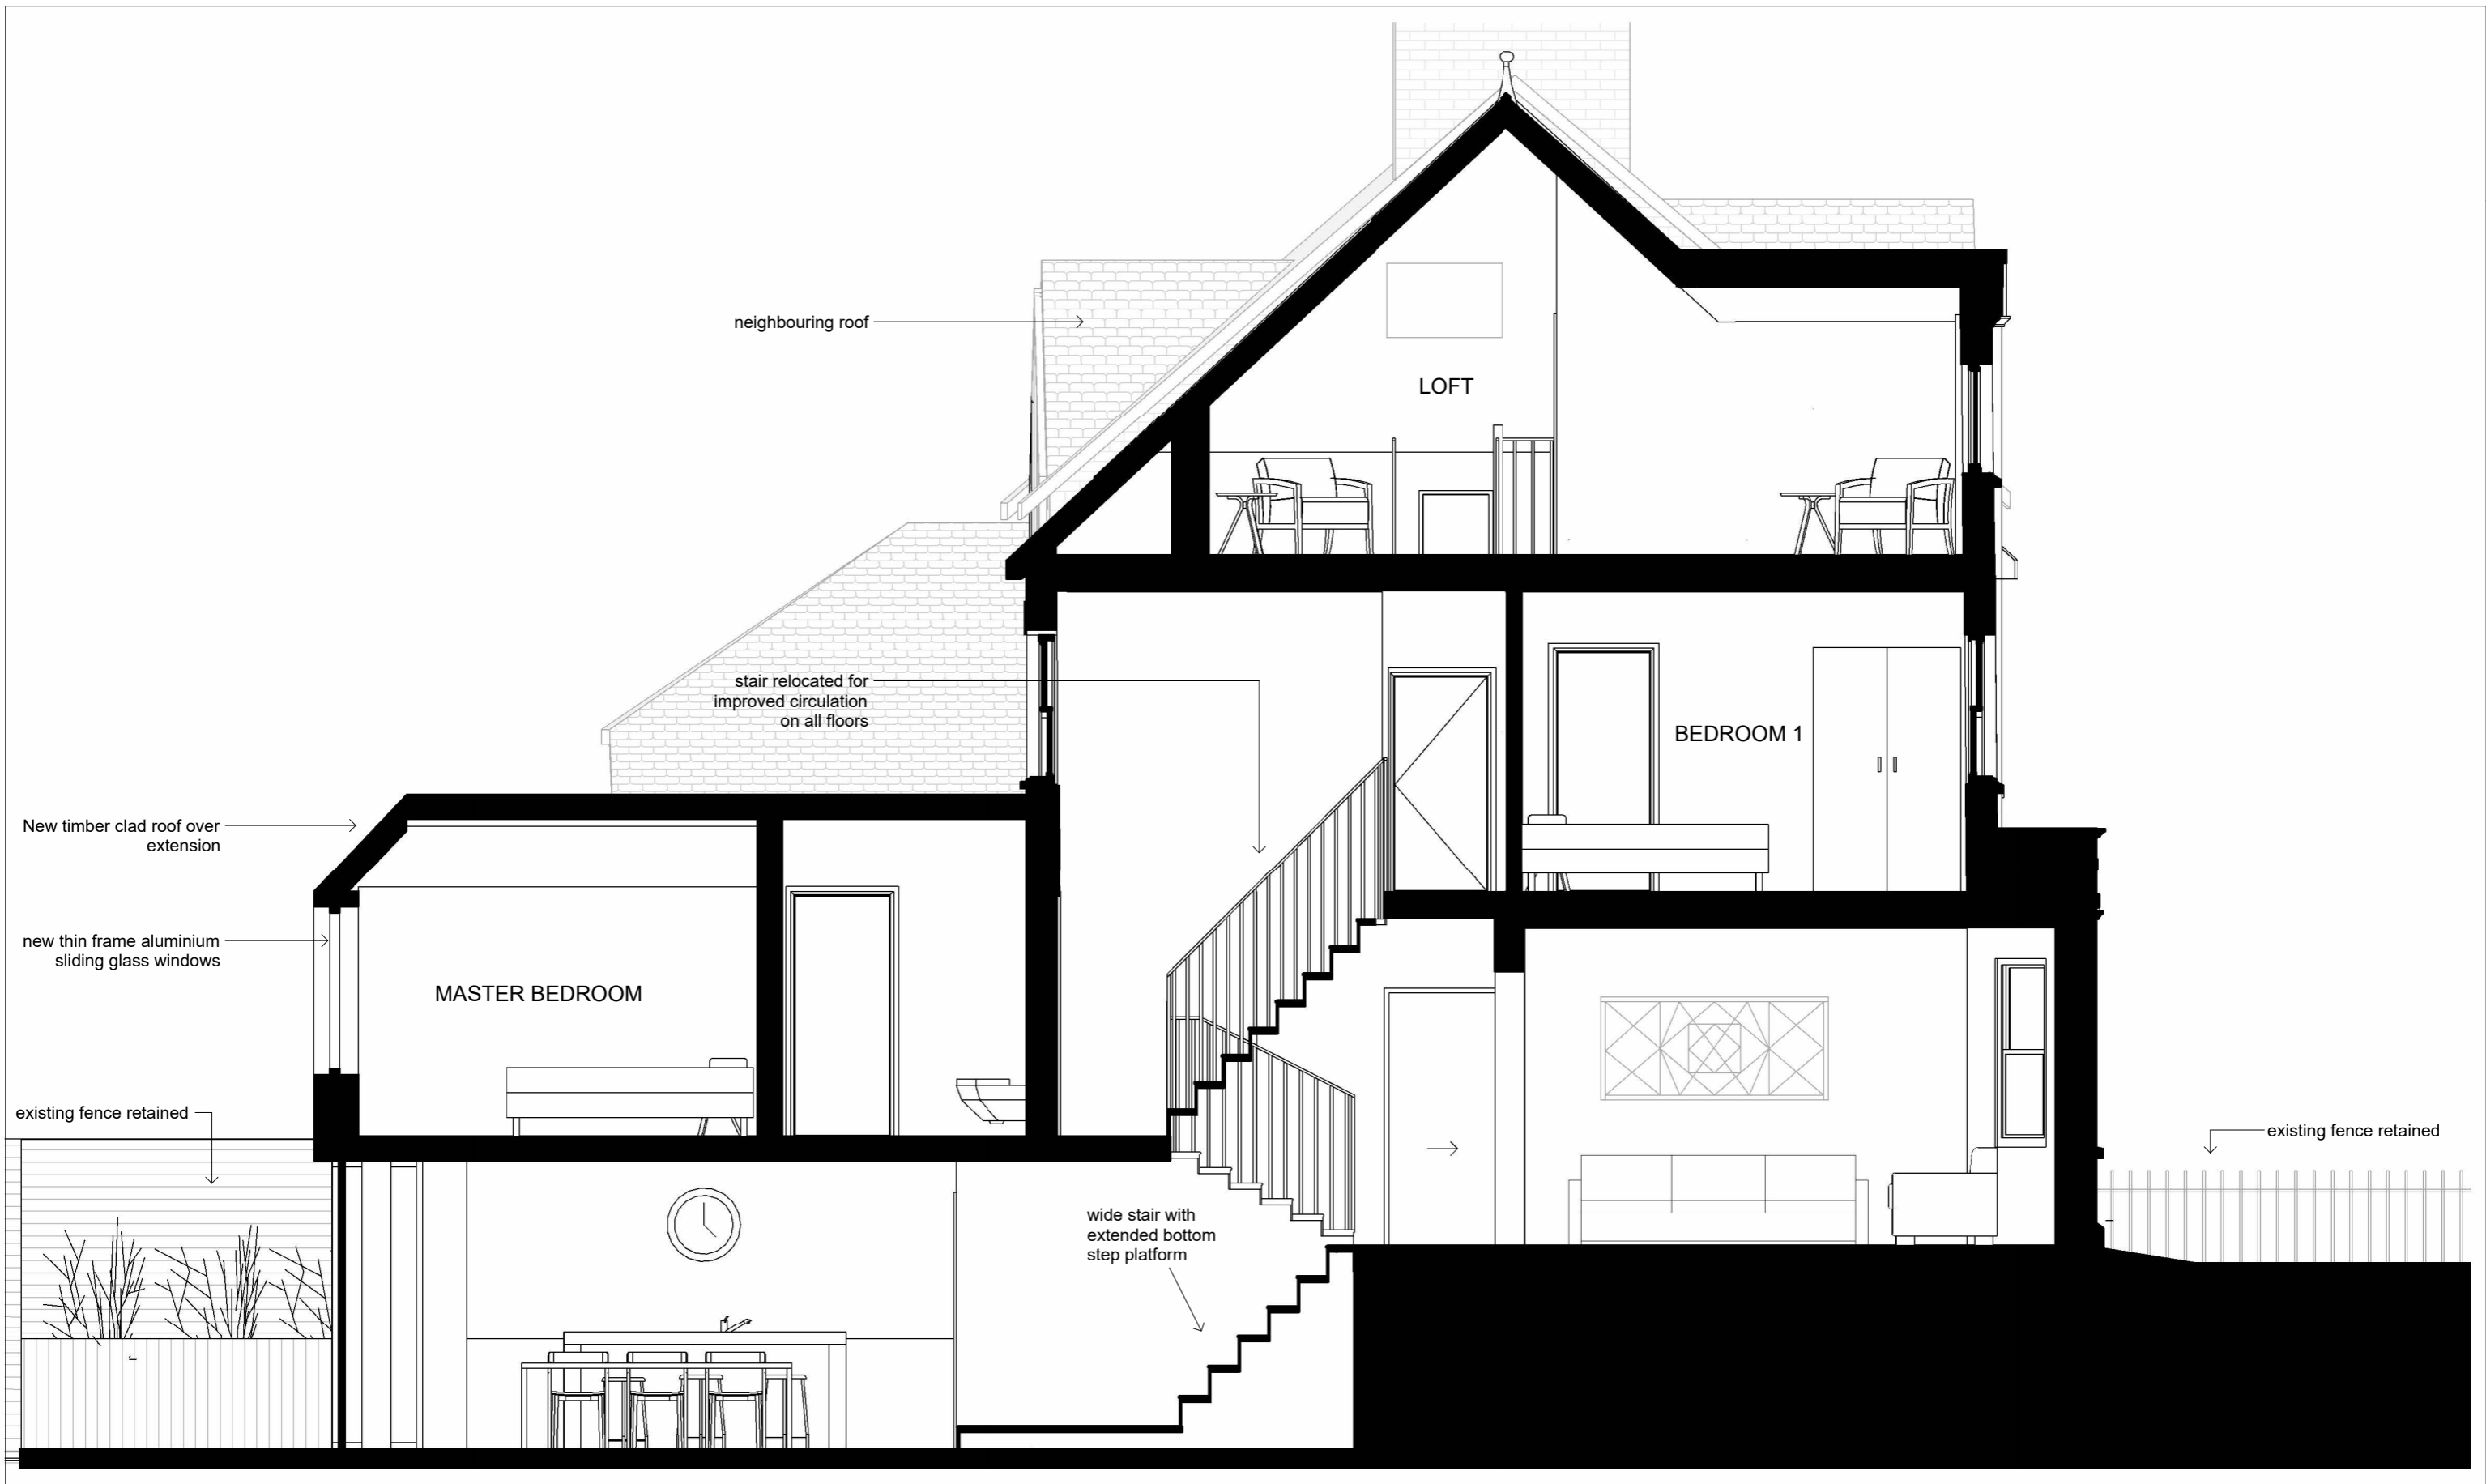 neighbouring roof
LOFT
stair relocated for
improved circulation
on all floors
BEDROOM 1
New timber clad roof over
extension
new thin frame aluminium
sliding glass windows
MASTER BEDROOM
existing fence retained
existing fence retained
wide stair with
extended bottom
step platform